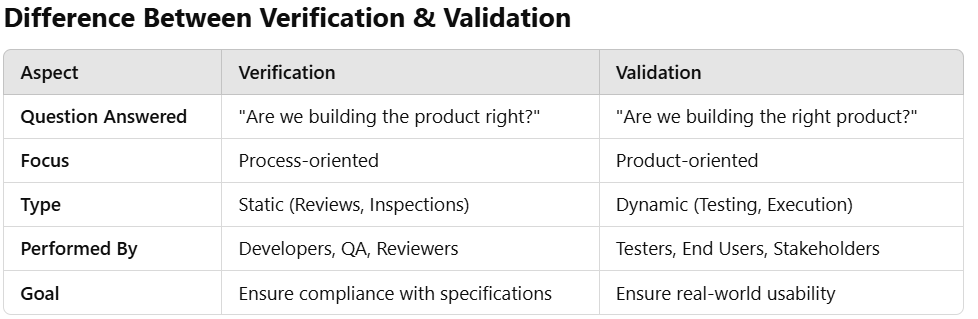 Difference Between Verification & Validation
Aspect Verification Validation
Question Answered "Are we building the product right?" "Are we building the right product?"
Focus Process-oriented Product-oriented
Type Static (Reviews, Inspections) Dynamic (Testing, Execution)
Performed By Developers, QA, Reviewers Testers, End Users, Stakeholders
Goal Ensure compliance with specifications Ensure real-world usability